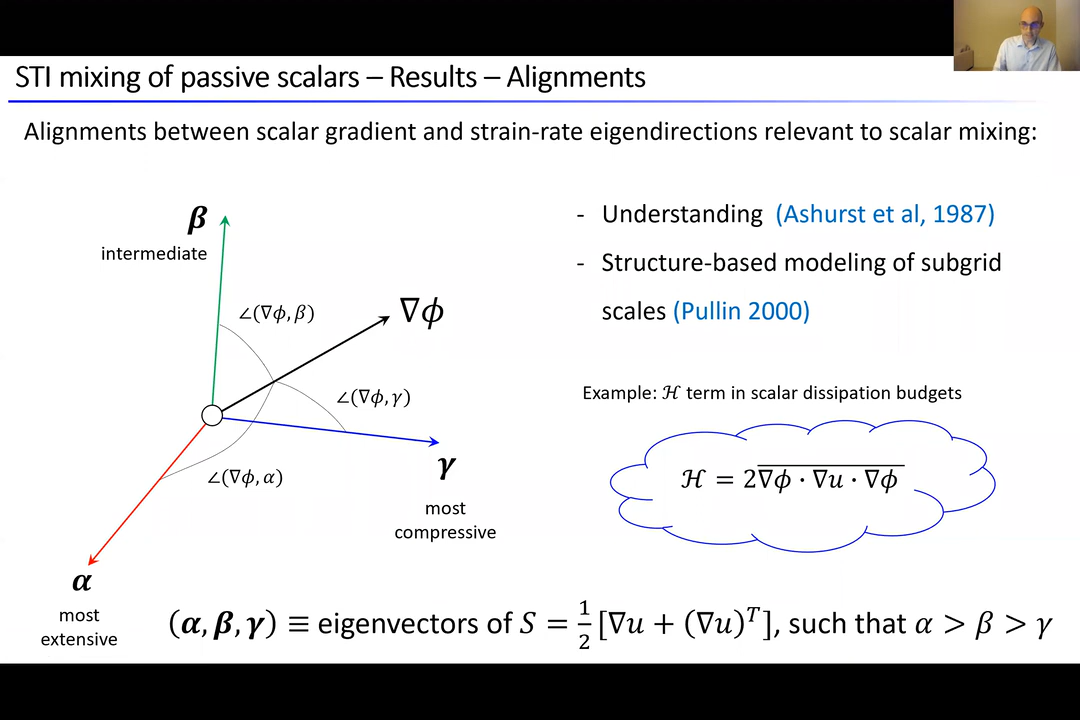 STI mixing of passive scalars – Results – Alignments
Alignments between scalar gradient and strain-rate eigendirections relevant to scalar mixing:
β
intermediate
∠(∇ϕ, β)
∇ϕ
∠(∇ϕ, γ)
∠(∇ϕ, α)
γ
most
compressive
α
most
extensive
- Understanding (Ashurst et al, 1987)
- Structure-based modeling of subgrid
scales (Pullin 2000)
Example: ℋ term in scalar dissipation budgets
ℋ = 2\overline{∇ϕ · ∇u · ∇ϕ}
(α, β, γ) ≡ eigenvectors of S = 1/2 [∇u + (∇u)ᵀ], such that α > β > γ